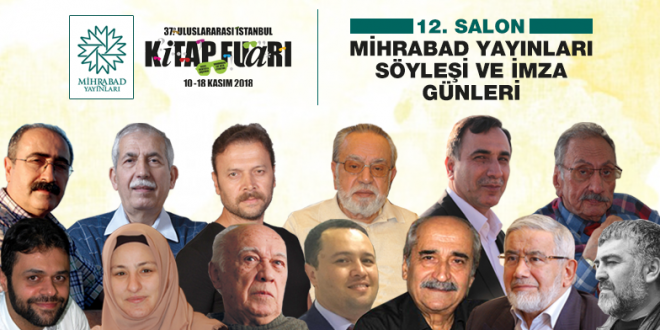 MİHRABAD
YAYINLARI
37. ULUSLARARASI İSTANBUL
KİTAP FUARI
10-18 KASIM 2018
12. SALON
MİHRABAD YAYINLARI
SÖYLEŞİ VE İMZA
GÜNLERİ